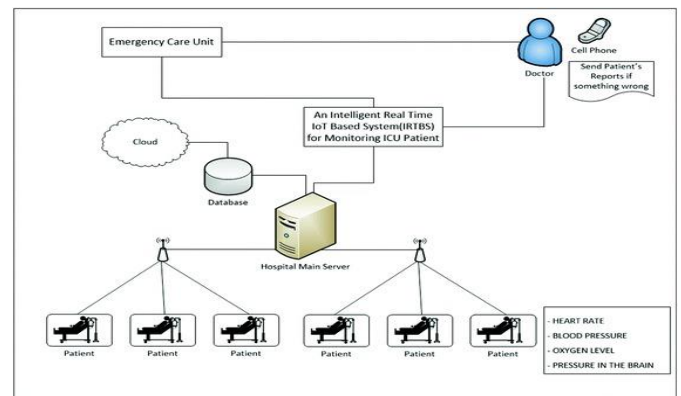 Emergency Care Unit
Cell Phone
Doctor
Send Patient's
Reports if
something wrong
An Intelligent Real Time
IoT Based System(IRTBS)
for Monitoring ICU Patient
Cloud
Database
Hospital Main Server
Patient
Patient
Patient
Patient
Patient
Patient
- HEART RATE
- BLOOD PRESSURE
- OXYGEN LEVEL
- PRESSURE IN THE BRAIN